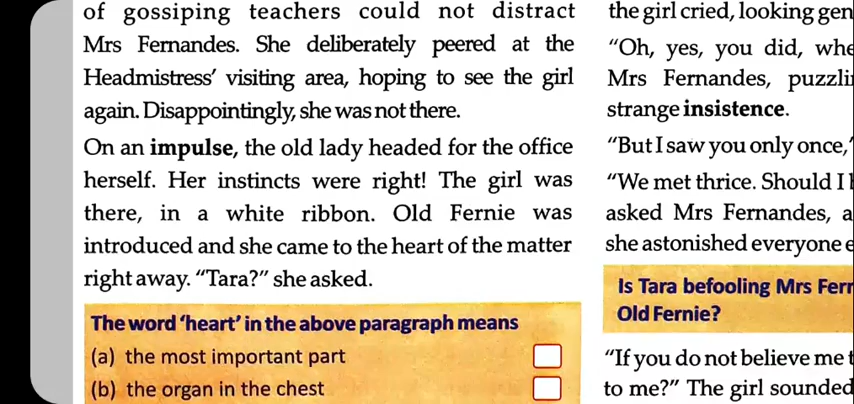 of gossiping teachers could not distract
Mrs Fernandes. She deliberately peered at the
Headmistress' visiting area, hoping to see the girl
again. Disappointingly, she was not there.
On an impulse, the old lady headed for the office
herself. Her instincts were right! The girl was
there, in a white ribbon. Old Fernie was
introduced and she came to the heart of the matter
right away. "Tara?" she asked.
The word 'heart' in the above paragraph means
(a) the most important part
(b) the organ in the chest
the girl cried, looking
"Oh, yes, you did,
Mrs Fernandes,
strange insistence.
"But I saw you only once,
"We met thrice. Should I
asked Mrs Fernandes,
she astonished everyone
Is Tara befooling Mrs
Old Fernie?
"If you do not believe me
to me?" The girl sounded